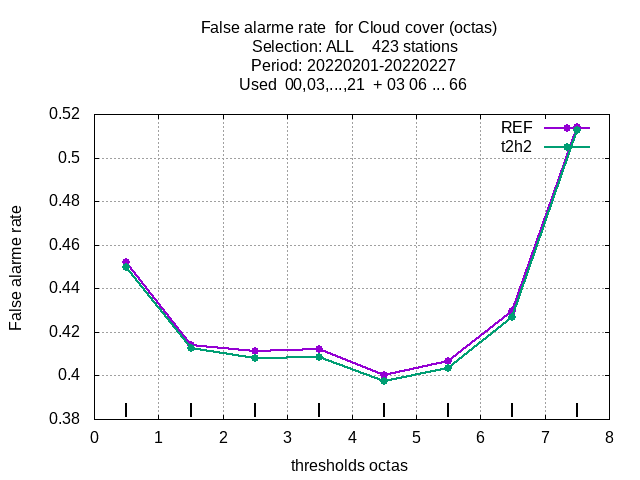 False alarme rate  for Cloud cover (octas)
Selection: ALL    423 stations
Period: 20220201-20220227
Used  00,03,...,21  + 03 06 ... 66
REF
t2h2
0.52
0.5
0.48
0.46
0.44
0.42
0.4
0.38
False alarme rate
0 1 2 3 4 5 6 7 8
thresholds octas